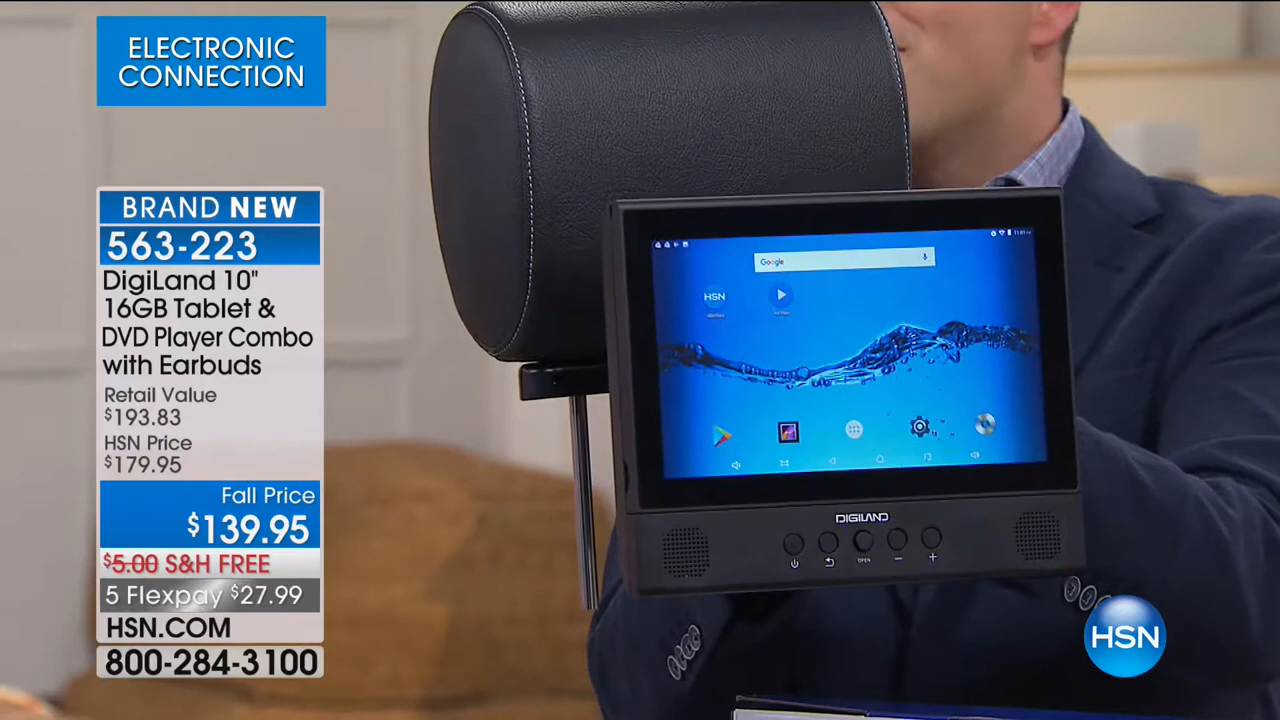 ELECTRONIC
CONNECTION
BRAND NEW
563-223
DigiLand 10"
16GB Tablet &
DVD Player Combo
with Earbuds
Retail Value
$193.83
HSN Price
$179.95
Fall Price
$139.95
$5.00 S&H FREE
5 Flexpay $27.99
HSN.COM
800-284-3100
Google
HSN
DIGILAND
OPEN
HSN